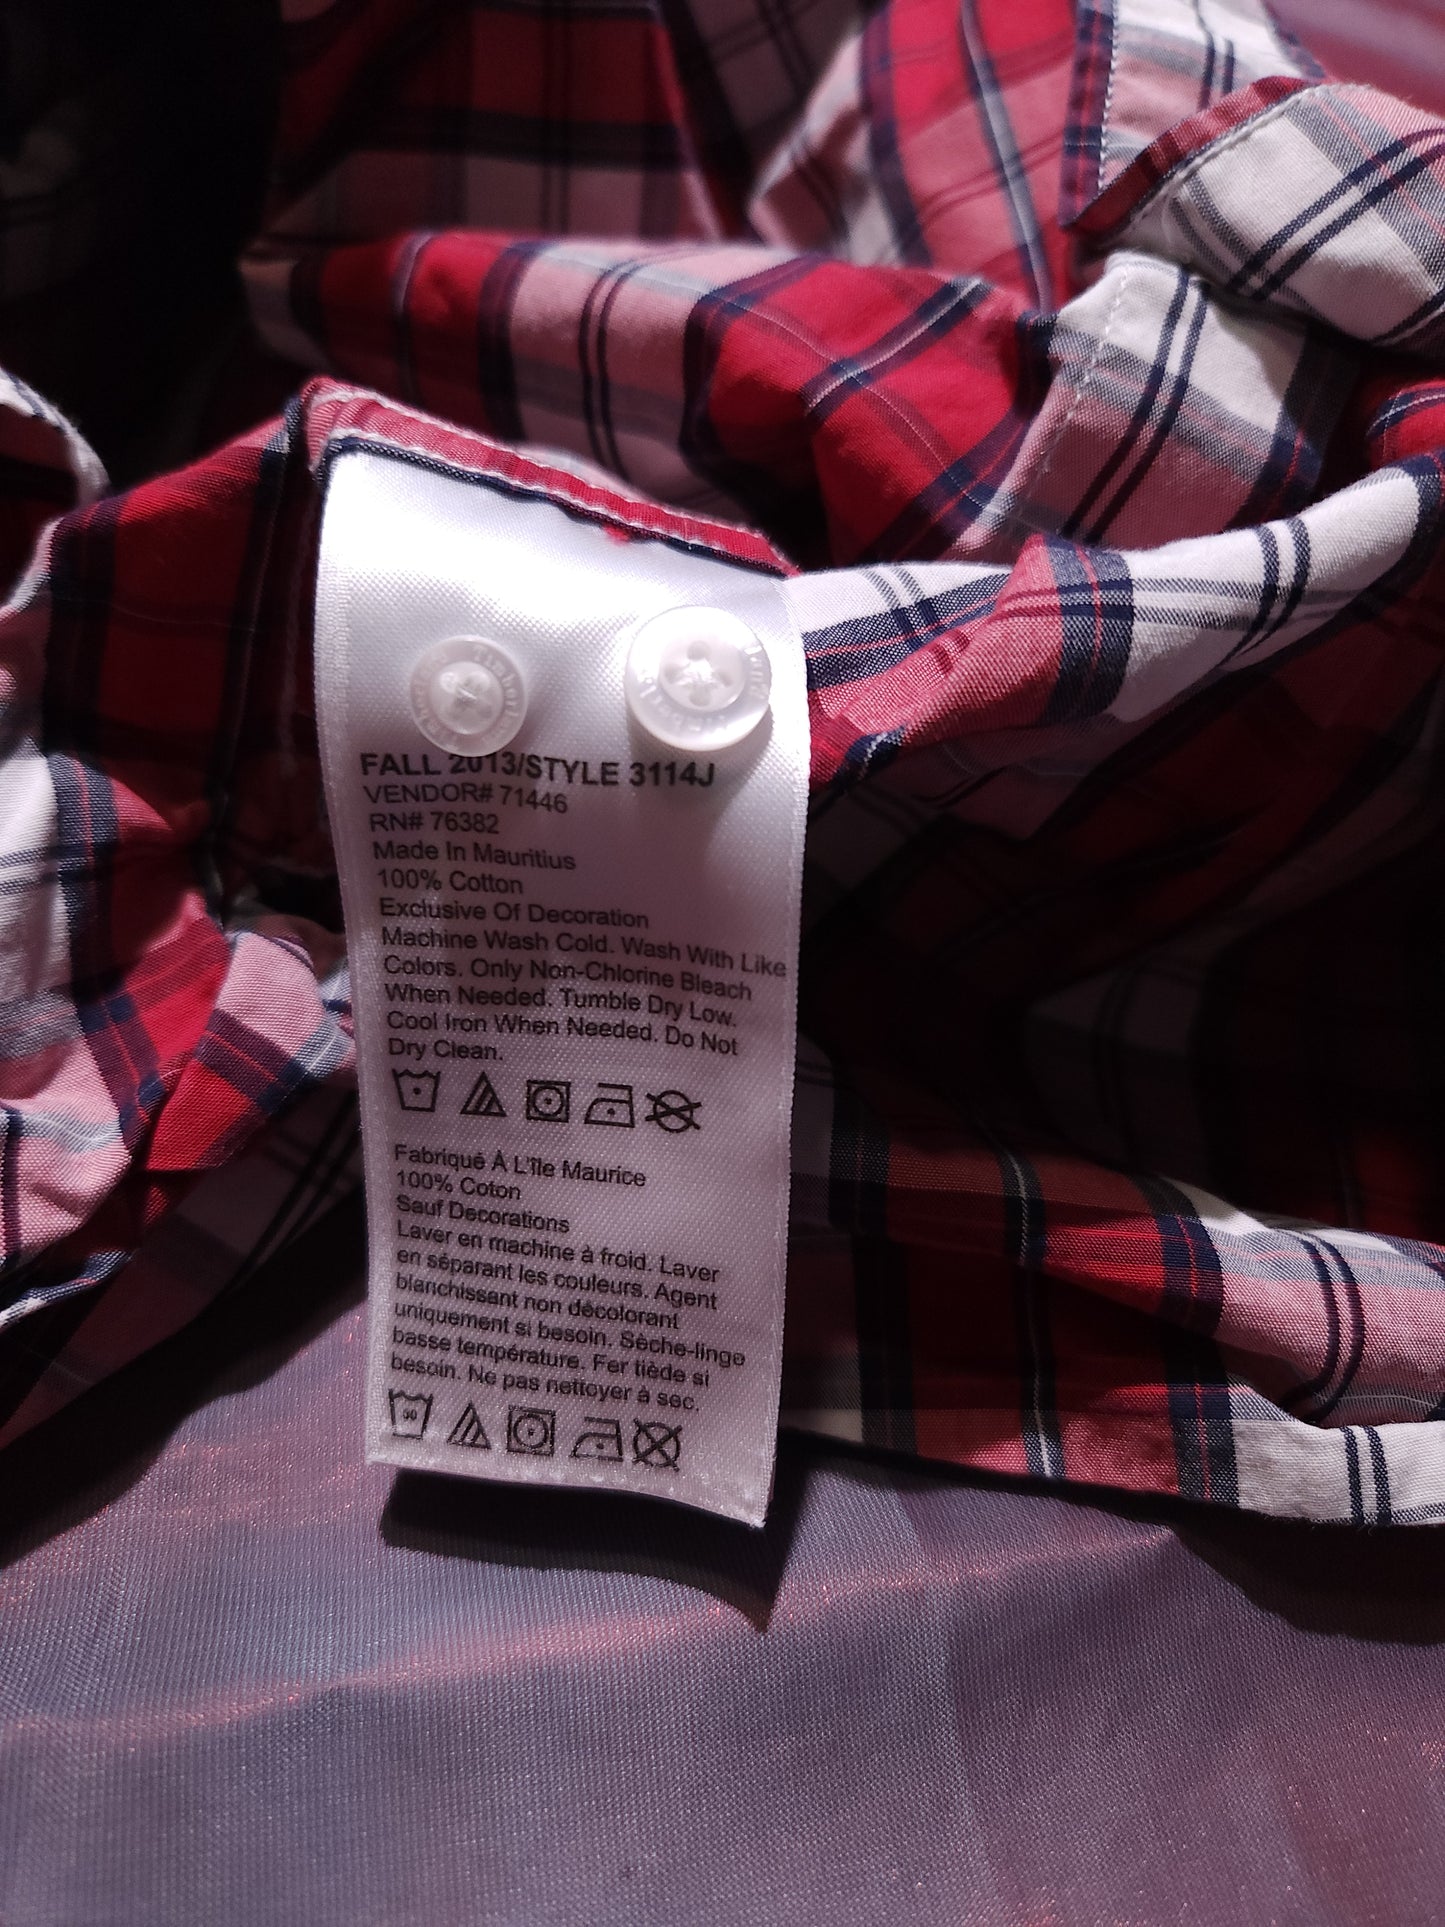 Timberland
Timberland
FALL 2013/STYLE 3114J
VENDOR# 71446
RN# 76382
Made In Mauritius
100% Cotton
Exclusive Of Decoration
Machine Wash Cold. Wash With Like
Colors. Only Non-Chlorine Bleach
When Needed. Tumble Dry Low.
Cool Iron When Needed. Do Not
Dry Clean.
Fabriqué À L'île Maurice
100% Coton
Sauf Decorations
Laver en machine à froid. Laver
en séparant les couleurs. Agent
blanchissant non décolorant
uniquement si besoin. Sèche-linge
basse température. Fer tiède si
besoin. Ne pas nettoyer à sec.
30